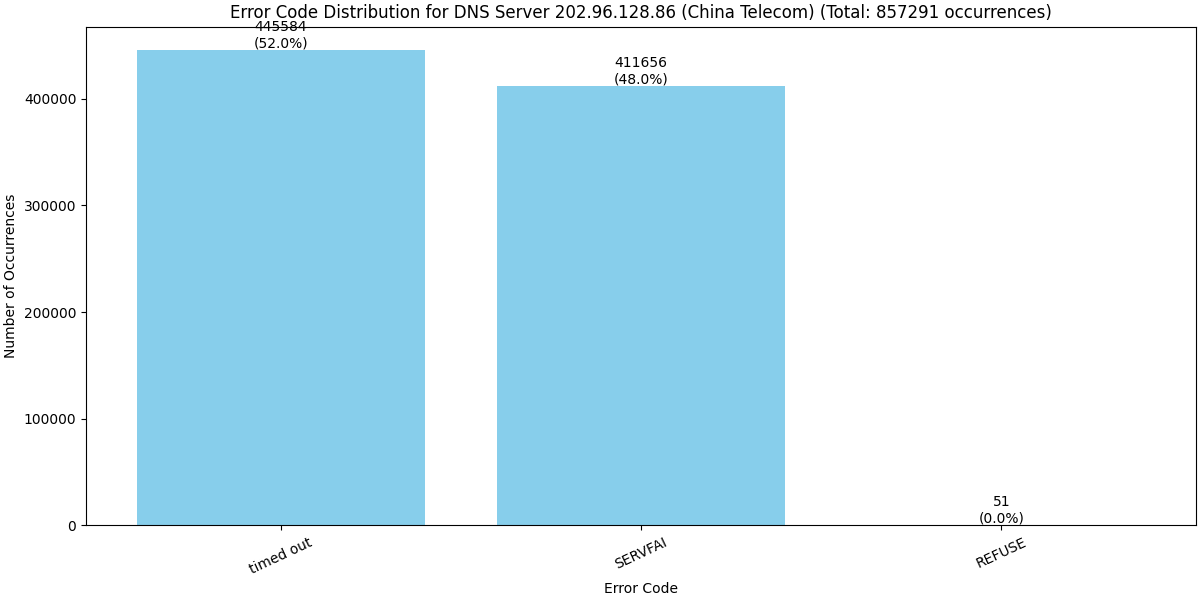 Error Code Distribution for DNS Server 202.96.128.86 (China Telecom) (Total: 857291 occurrences)
445584
(52.0%)
411656
(48.0%)
51
(0.0%)
400000
300000
200000
100000
0
Number of Occurrences
timed out
SERVFAI
REFUSE
Error Code